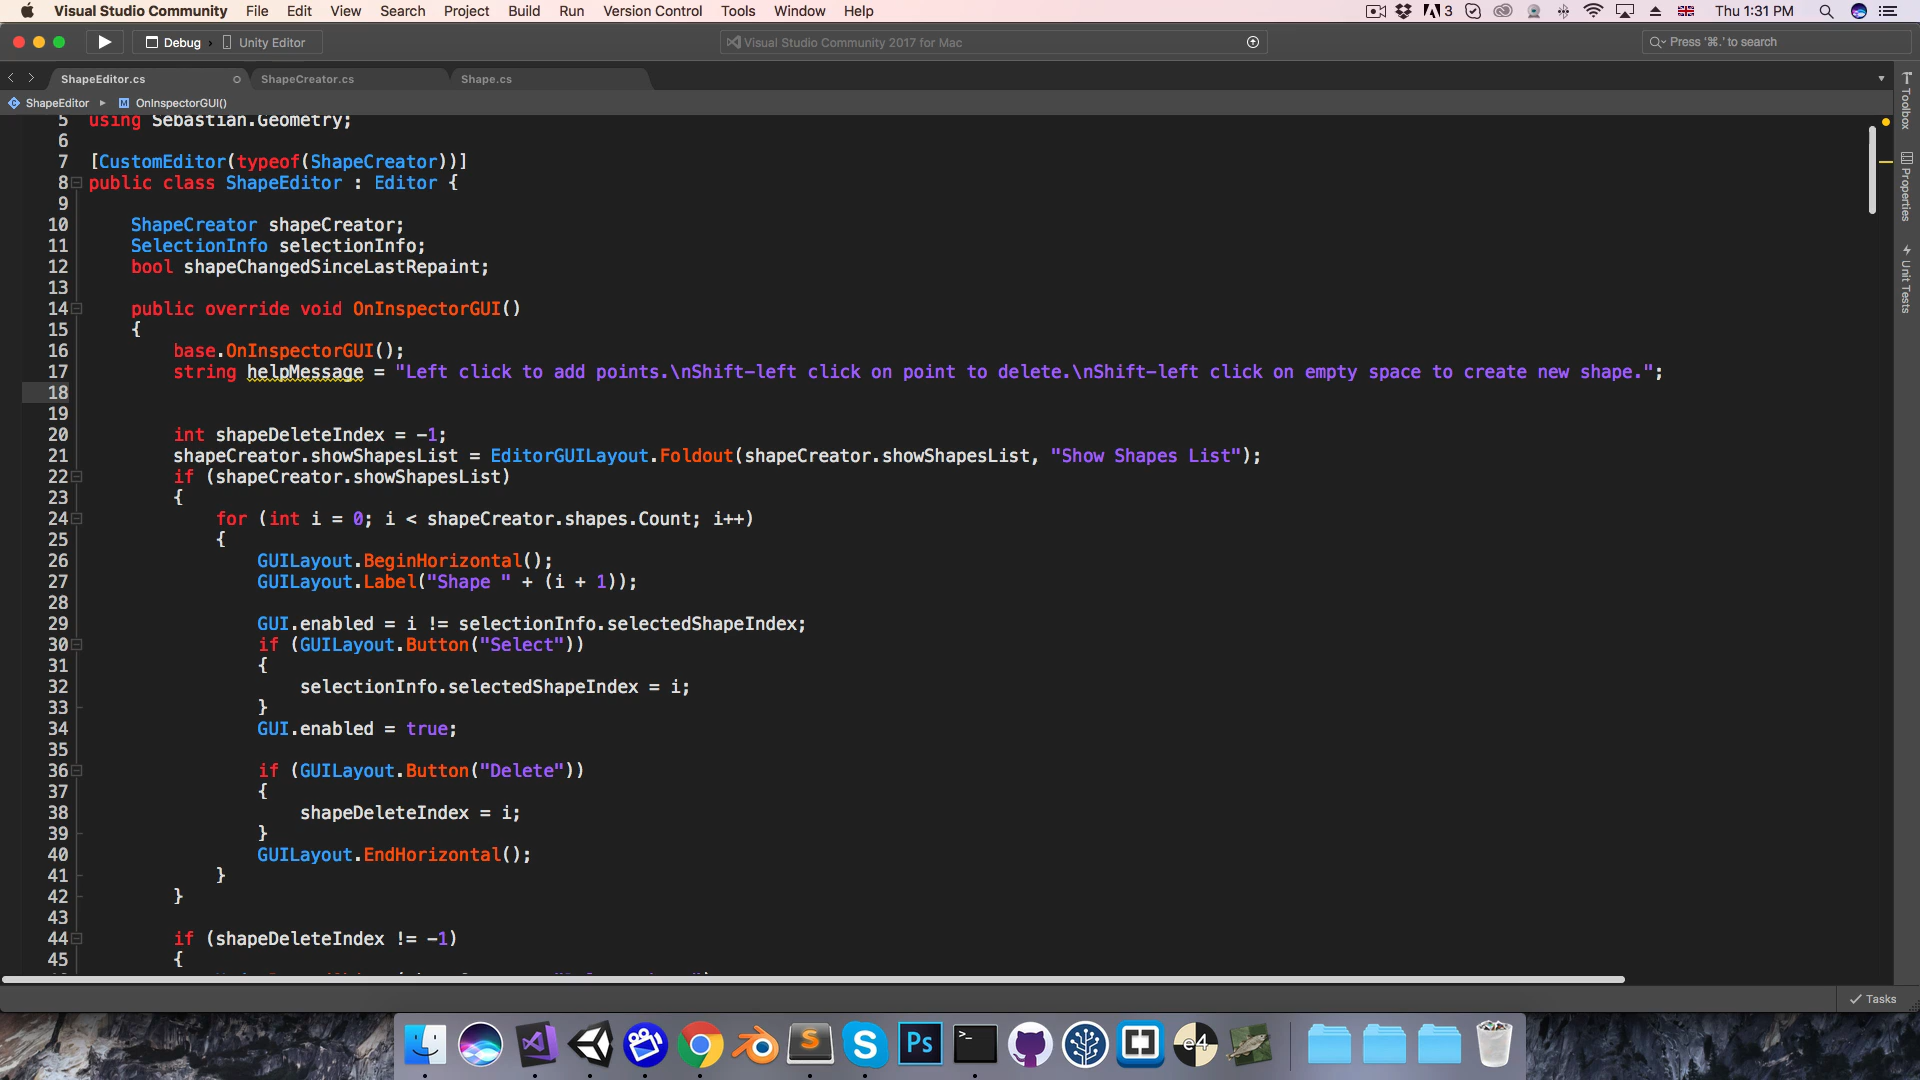 Visual Studio Community File Edit View Search Project Build Run Version Control Tools Window Help 3 Thu 1:31 PM
Debug › Unity Editor Visual Studio Community 2017 for Mac Press '⌘.' to search
ShapeEditor.cs ShapeCreator.cs Shape.cs
ShapeEditor ▸ M OnInspectorGUI()
Toolbox
Properties
Unit Tests
5 using Sebastian.Geometry;
6
7 [CustomEditor(typeof(ShapeCreator))]
8 public class ShapeEditor : Editor {
9
10 ShapeCreator shapeCreator;
11 SelectionInfo selectionInfo;
12 bool shapeChangedSinceLastRepaint;
13
14 public override void OnInspectorGUI()
15 {
16 base.OnInspectorGUI();
17 string helpMessage = "Left click to add points.\nShift-left click on point to delete.\nShift-left click on empty space to create new shape.";
18
19
20 int shapeDeleteIndex = -1;
21 shapeCreator.showShapesList = EditorGUILayout.Foldout(shapeCreator.showShapesList, "Show Shapes List");
22 if (shapeCreator.showShapesList)
23 {
24 for (int i = 0; i < shapeCreator.shapes.Count; i++)
25 {
26 GUILayout.BeginHorizontal();
27 GUILayout.Label("Shape " + (i + 1));
28
29 GUI.enabled = i != selectionInfo.selectedShapeIndex;
30 if (GUILayout.Button("Select"))
31 {
32 selectionInfo.selectedShapeIndex = i;
33 }
34 GUI.enabled = true;
35
36 if (GUILayout.Button("Delete"))
37 {
38 shapeDeleteIndex = i;
39 }
40 GUILayout.EndHorizontal();
41 }
42 }
43
44 if (shapeDeleteIndex != -1)
45 {
Tasks
S S Ps >_ e4